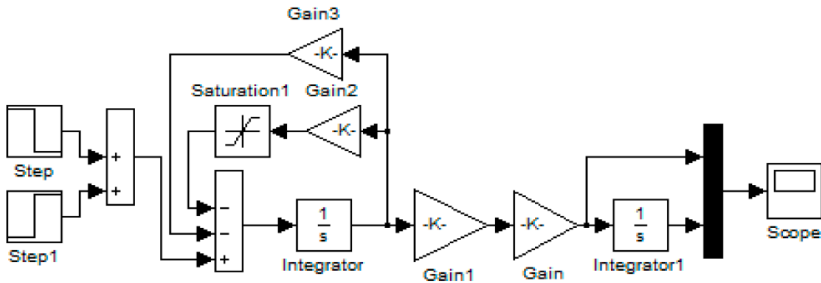 Gain3
-K-
Saturation1
Gain2
-K-
Step
+
+
Step1
−
−
+
1
s
Integrator
-K-
Gain1
-K-
Gain
1
s
Integrator1
Scope